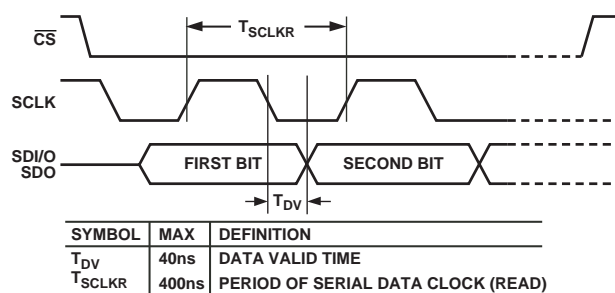 CS
T_SCLKR
SCLK
SDI/O
SDO
FIRST BIT
SECOND BIT
T_DV
SYMBOL MAX DEFINITION
T_DV 40ns DATA VALID TIME
T_SCLKR 400ns PERIOD OF SERIAL DATA CLOCK (READ)